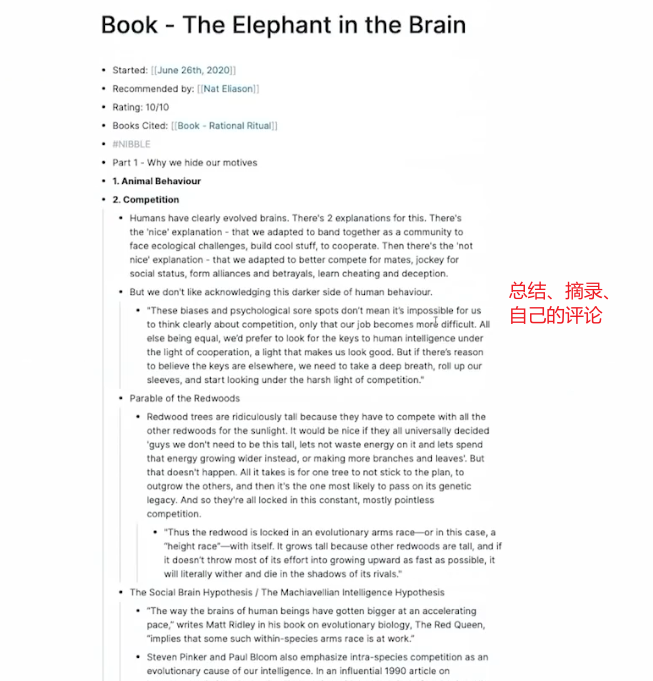 Book - The Elephant in the Brain
• Started: [[June 26th, 2020]]
• Recommended by: [[Nat Eliason]]
• Rating: 10/10
• Books Cited: [[Book - Rational Ritual]]
• #NIBBLE
• Part 1 - Why we hide our motives
• 1. Animal Behaviour
• 2. Competition
• Humans have clearly evolved brains. There's 2 explanations for this. There's
the 'nice' explanation - that we adapted to band together as a community to
face ecological challenges, build cool stuff, to cooperate. Then there's the 'not
nice' explanation - that we adapted to better compete for mates, jockey for
social status, form alliances and betrayals, learn cheating and deception.
• But we don't like acknowledging this darker side of human behaviour.
• "These biases and psychological sore spots don't mean it's impossible for us
to think clearly about competition, only that our job becomes more difficult. All
else being equal, we'd prefer to look for the keys to human intelligence under
the light of cooperation, a light that makes us look good. But if there's reason
to believe the keys are elsewhere, we need to take a deep breath, roll up our
sleeves, and start looking under the harsh light of competition."
• Parable of the Redwoods
• Redwood trees are ridiculously tall because they have to compete with all the
other redwoods for the sunlight. It would be nice if they all universally decided
'guys we don't need to be this tall, lets not waste energy on it and lets spend
that energy growing wider instead, or making more branches and leaves'. But
that doesn't happen. All it takes is for one tree to not stick to the plan, to
outgrow the others, and then it's the one most likely to pass on its genetic
legacy. And so they're all locked in this constant, mostly pointless
competition.
• "Thus the redwood is locked in an evolutionary arms race—or in this case, a
"height race"—with itself. It grows tall because other redwoods are tall, and if
it doesn't throw most of its effort into growing upward as fast as possible, it
will literally wither and die in the shadows of its rivals."
• The Social Brain Hypothesis / The Machiavellian Intelligence Hypothesis
• "The way the brains of human beings have gotten bigger at an accelerating
pace," writes Matt Ridley in his book on evolutionary biology, The Red Queen,
"implies that some such within-species arms race is at work."
• Steven Pinker and Paul Bloom also emphasize intra-species competition as an
evolutionary cause of our intelligence. In an influential 1990 article on
总结、摘录、
自己的评论